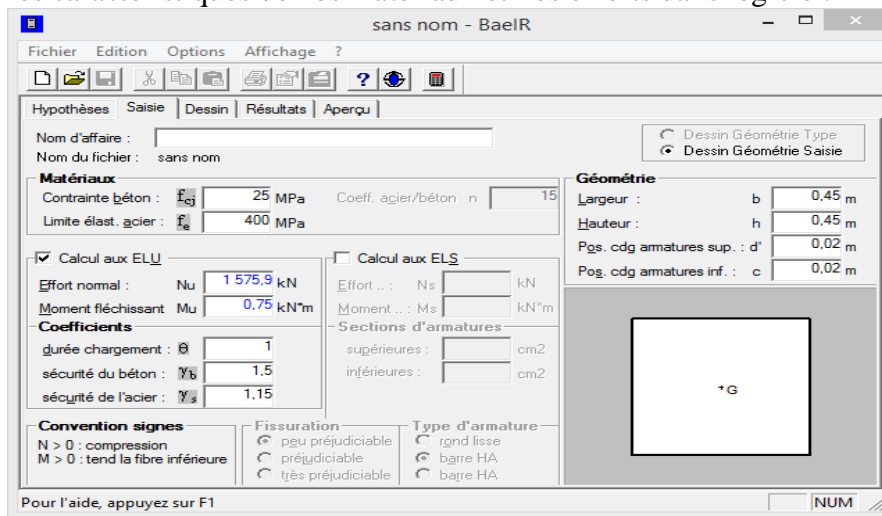 sans nom - BaelR
Fichier Edition Options Affichage ?
Hypothèses Saisie Dessin Résultats Aperçu
Nom d'affaire :
Nom du fichier : sans nom
Dessin Géométrie Type
Dessin Géométrie Saisie
Matériaux
Contrainte béton : fcj 25 MPa Coeff. acier/béton n 15
Limite élast. acier : fe 400 MPa
Géométrie
Largeur : b 0,45 m
Hauteur : h 0,45 m
Pos. cdg armatures sup. : d' 0,02 m
Pos. cdg armatures inf. : c 0,02 m
Calcul aux ELU
Effort normal : Nu 1 575,9 kN
Moment fléchissant Mu 0,75 kN*m
Calcul aux ELS
Effort .. : Ns kN
Moment .. : Ms kN*m
Coefficients
durée chargement : θ 1
sécurité du béton : γb 1,5
sécurité de l'acier : γs 1,15
Sections d'armatures
supérieures : cm2
inférieures : cm2
+G
Convention signes
N > 0 : compression
M > 0 : tend la fibre inférieure
Fissuration
peu préjudiciable
préjudiciable
très préjudiciable
Type d'armature
rond lisse
barre HA
barre HA
Pour l'aide, appuyez sur F1 NUM